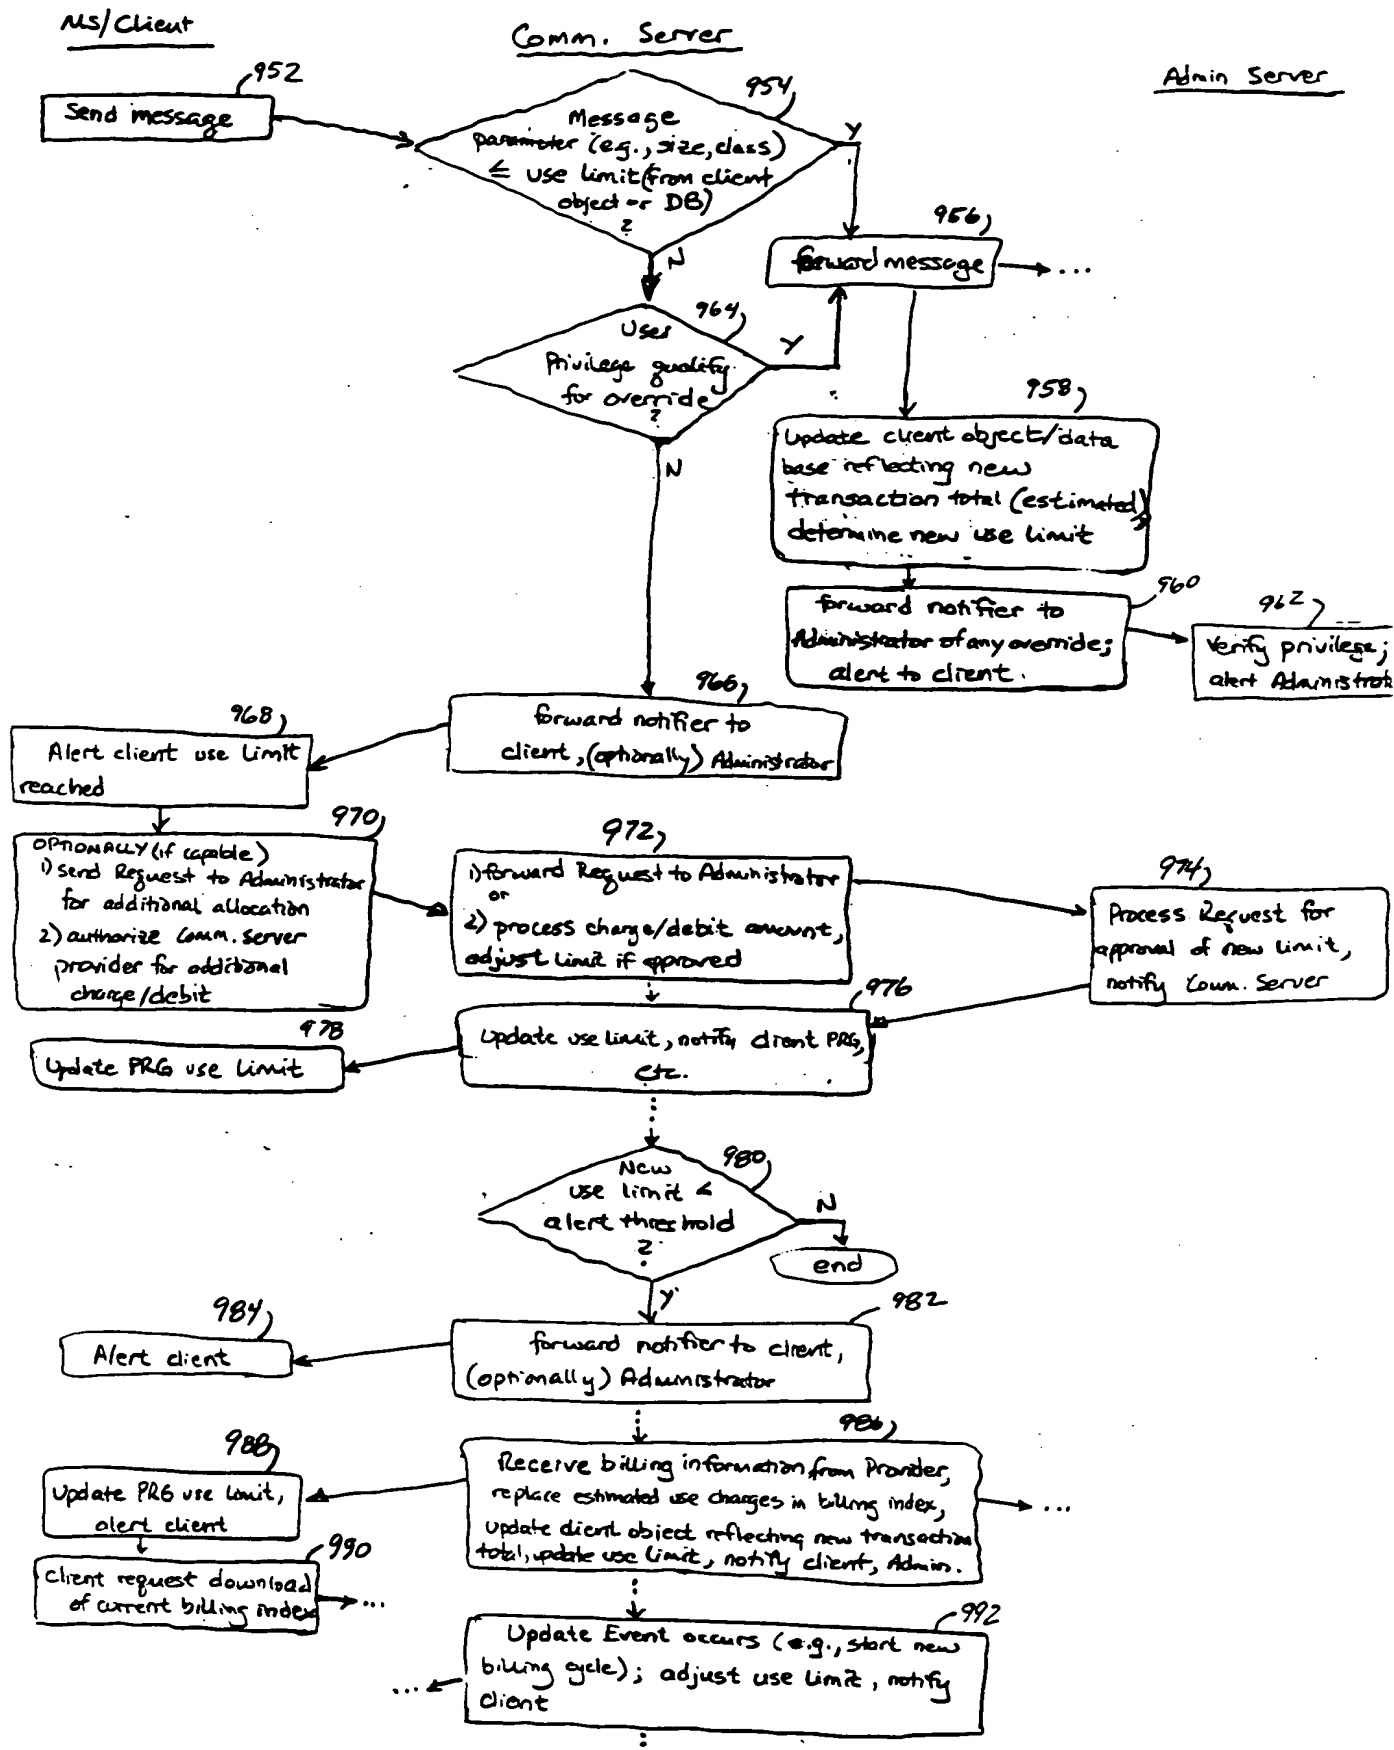 MS/Client
Comm. Server
Admin Server
952
Send message
954
Message
parameter (e.g., size, class)
≤ use limit (from client
object or DB)
?
Y
N
956
forward message
...
964
User
Privilege qualify
for override
?
Y
N
958
Update client object/data
base reflecting new
transaction total (estimated);
determine new use limit
960
forward notifier to
Administrator of any override;
alert to client.
962
Verify privilege;
alert Administrat
966
forward notifier to
client, (optionally) Administrator
968
Alert client use limit
reached
970
OPTIONALLY (if capable)
1) send Request to Administrator
for additional allocation
2) authorize Comm. Server
provider for additional
charge/debit
972
1) forward Request to Administrator
or
2) process charge/debit amount,
adjust limit if approved
974
Process Request for
approval of new limit,
notify Comm. Server
976
Update use limit, notify client PRG,
etc.
978
Update PRG use limit
980
New
use limit <
alert threshold
?
N
end
Y
982
forward notifier to client,
(optionally) Administrator
984
Alert client
986
Receive billing information from Provider,
replace estimated use charges in billing index,
update client object reflecting new transaction
total, update use limit, notify client, Admin.
...
988
Update PRG use limit,
alert client
990
Client request download
of current billing index
...
992
Update Event occurs (e.g., start new
billing cycle); adjust use limit, notify
client
...